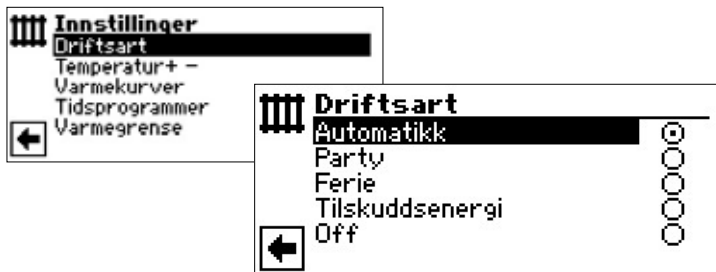 Innstillinger
Driftsart
Temperatur+ −
Varmekurver
Tidsprogrammer
Varmegrense
Driftsart
Automatikk
Party
Ferie
Tilskuddsenergi
Off